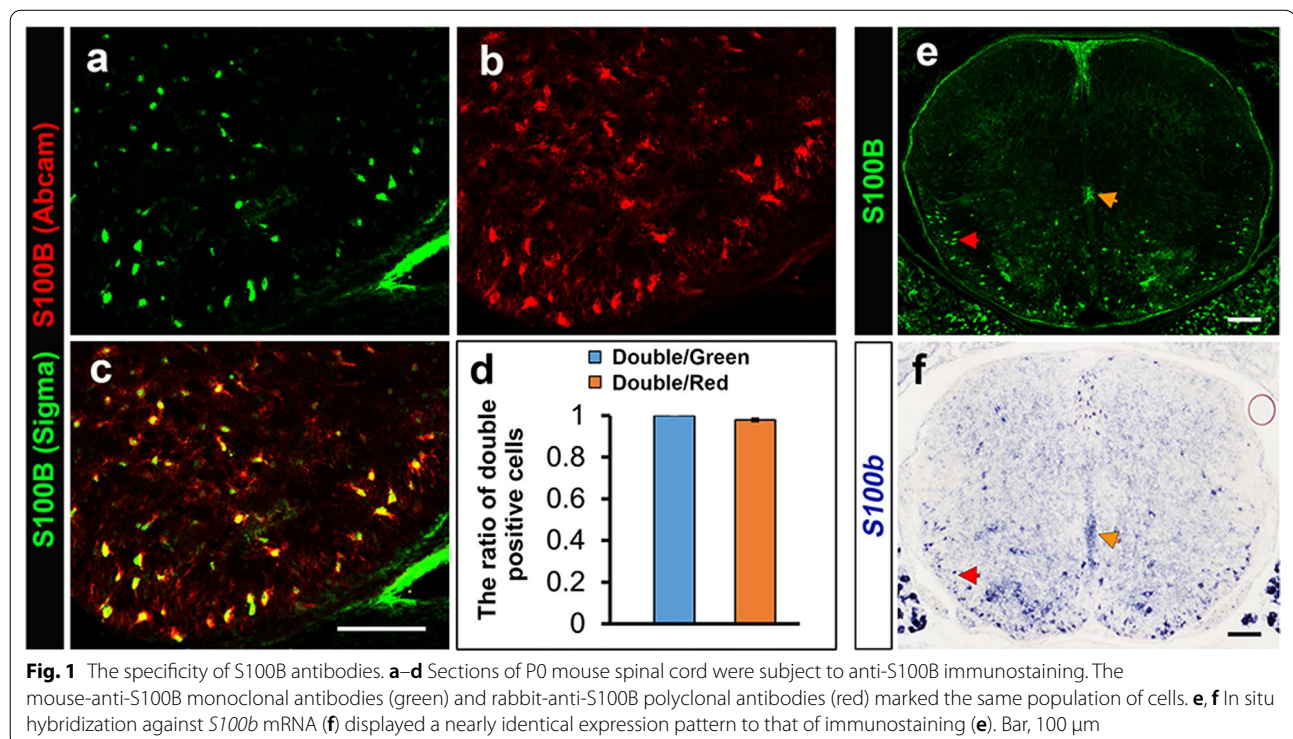 S100B (Sigma) S100B (Abcam)
a
b
c
d
Double/Green
Double/Red
The ratio of double
positive cells
1
0.8
0.6
0.4
0.2
0
S100B
e
S100b
f
Fig. 1 The specificity of S100B antibodies. a–d Sections of P0 mouse spinal cord were subject to anti-S100B immunostaining. The
mouse-anti-S100B monoclonal antibodies (green) and rabbit-anti-S100B polyclonal antibodies (red) marked the same population of cells. e, f In situ
hybridization against S100b mRNA (f) displayed a nearly identical expression pattern to that of immunostaining (e). Bar, 100 µm